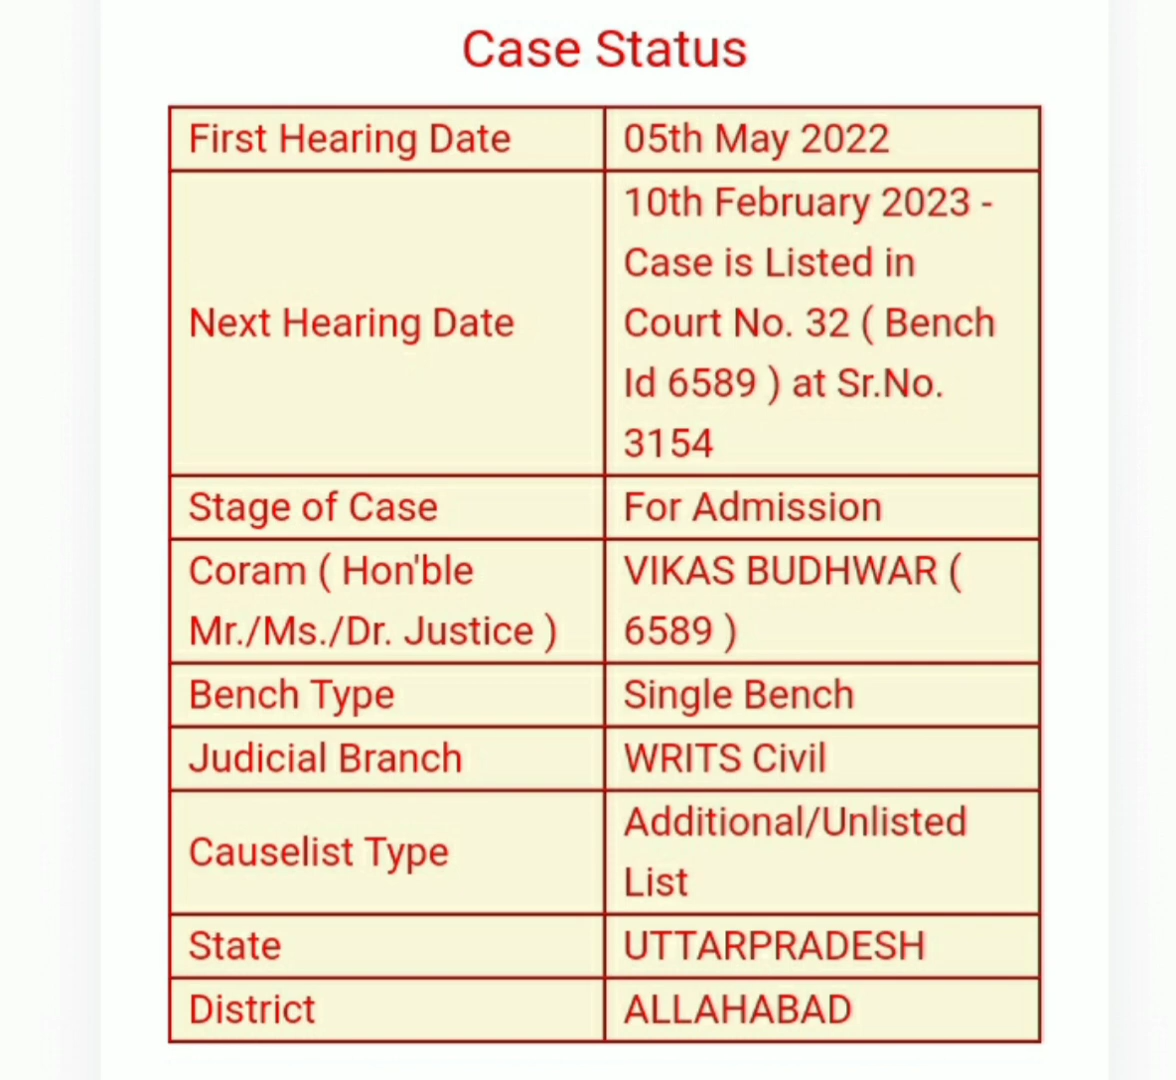 Case Status
First Hearing Date
05th May 2022
Next Hearing Date
10th February 2023 -
Case is Listed in
Court No. 32 ( Bench
Id 6589 ) at Sr.No.
3154
Stage of Case
For Admission
Coram ( Hon'ble
Mr./Ms./Dr. Justice )
VIKAS BUDHWAR (
6589 )
Bench Type
Single Bench
Judicial Branch
WRITS Civil
Causelist Type
Additional/Unlisted
List
State
UTTARPRADESH
District
ALLAHABAD